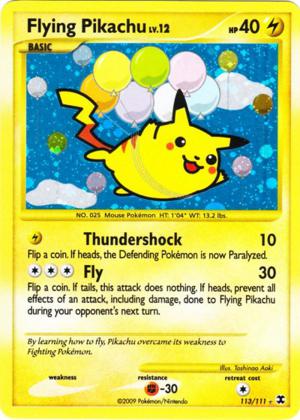 Flying Pikachu LV.12 HP 40
BASIC
NO. 025 Mouse Pokémon HT: 1'04" WT: 13.2 lbs.
Thundershock 10
Flip a coin. If heads, the Defending Pokémon is now Paralyzed.
Fly 30
Flip a coin. If tails, this attack does nothing. If heads, prevent all
effects of an attack, including damage, done to Flying Pikachu
during your opponent's next turn.
Illus. Toshinao Aoki
By learning how to fly, Pikachu overcame its weakness to
Fighting Pokémon.
weakness resistance retreat cost
-30
©2009 Pokémon/Nintendo 113/111